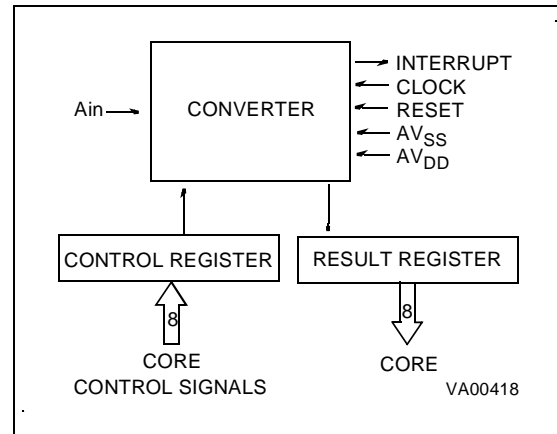 INTERRUPT
CLOCK
Ain
CONVERTER
RESET
AVSS
AVDD
CONTROL REGISTER
RESULT REGISTER
8
8
CORE
CONTROL SIGNALS
CORE
VA00418